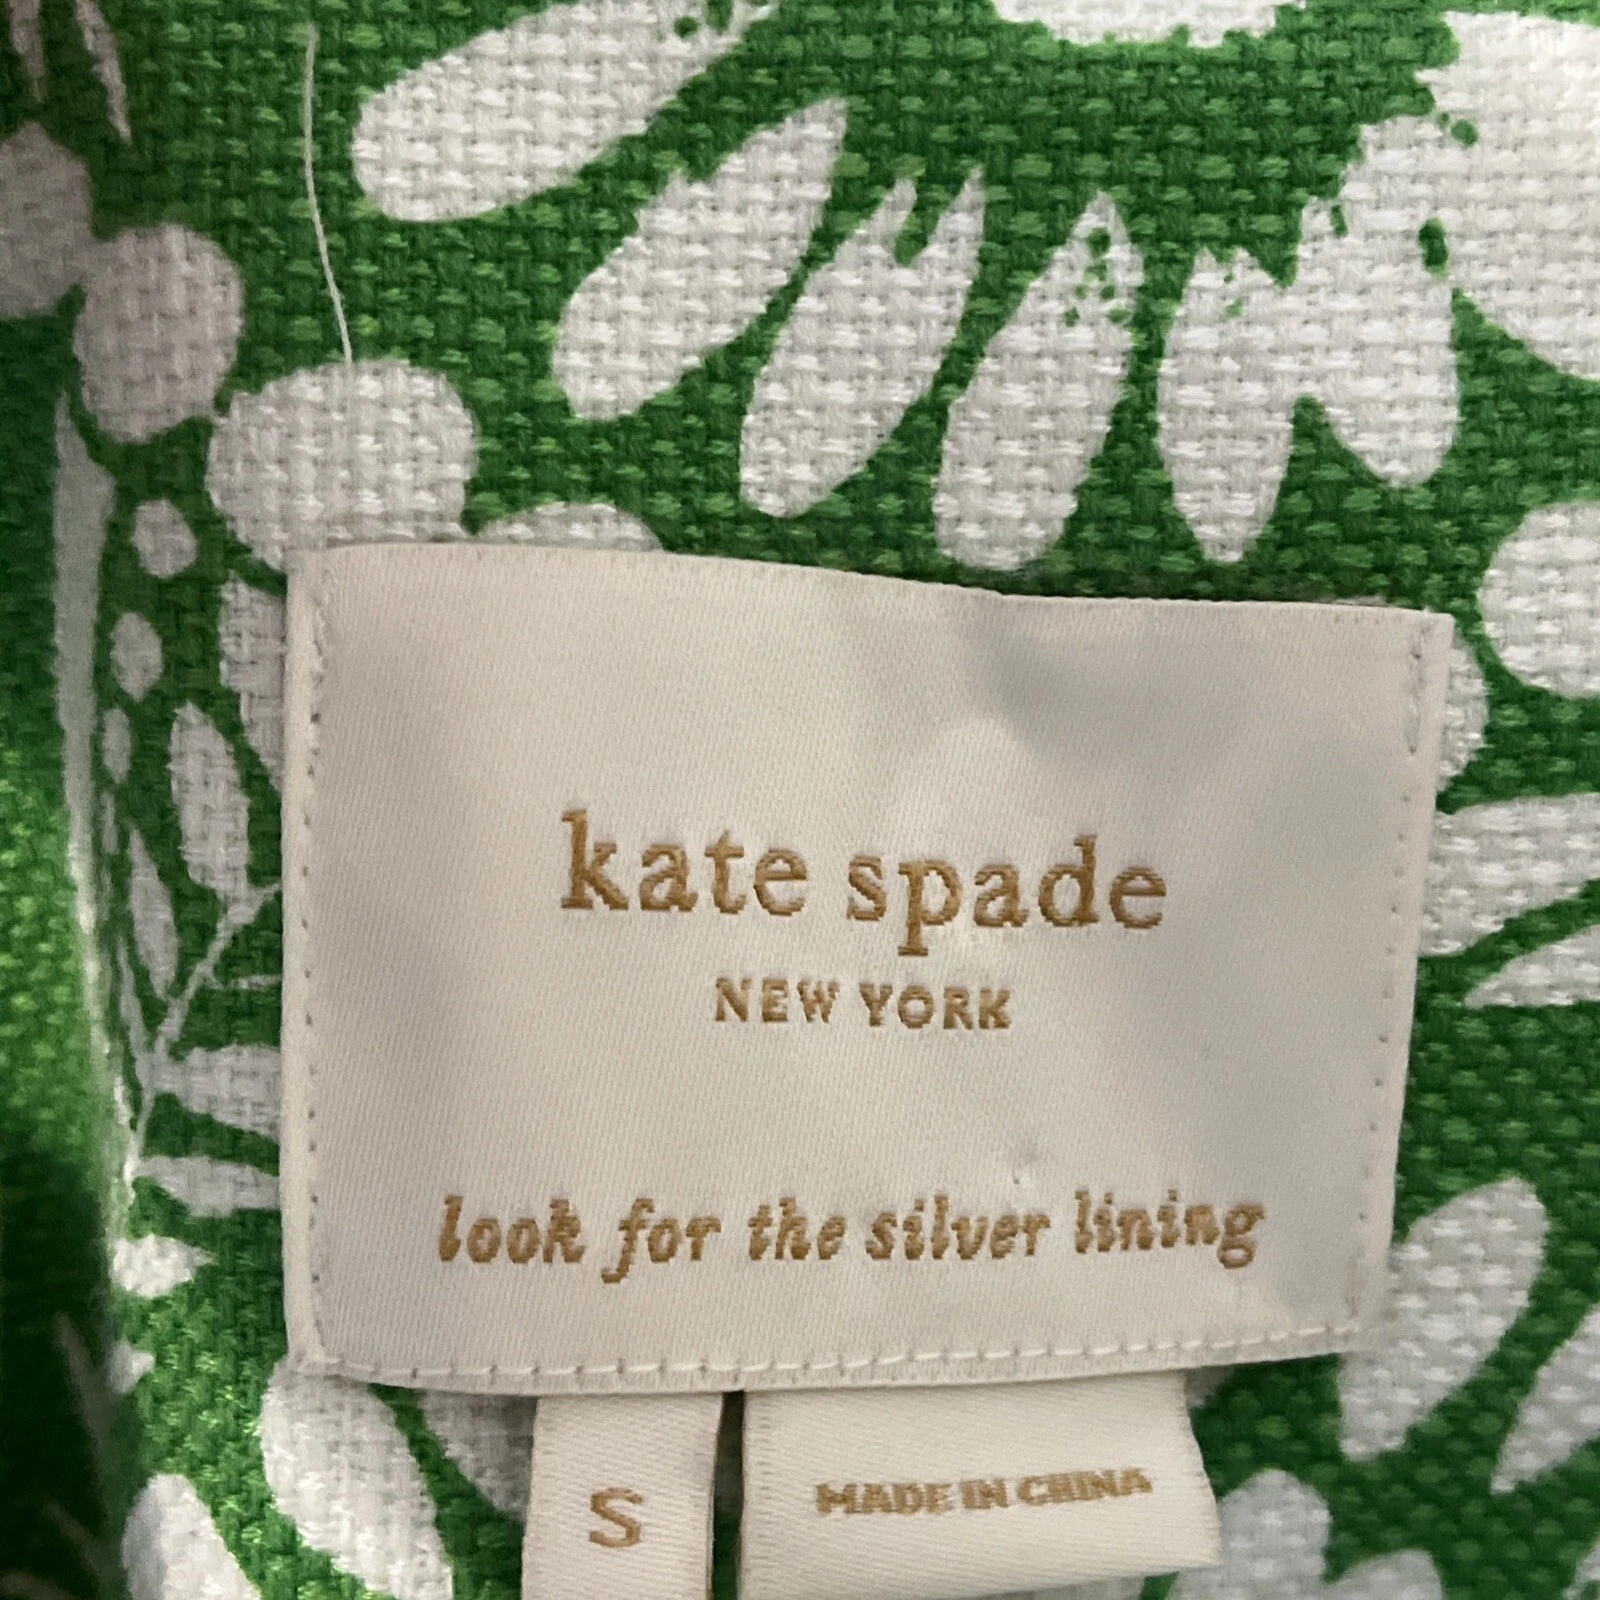 kate spade
NEW YORK
look for the silver lining
S
MADE IN CHINA